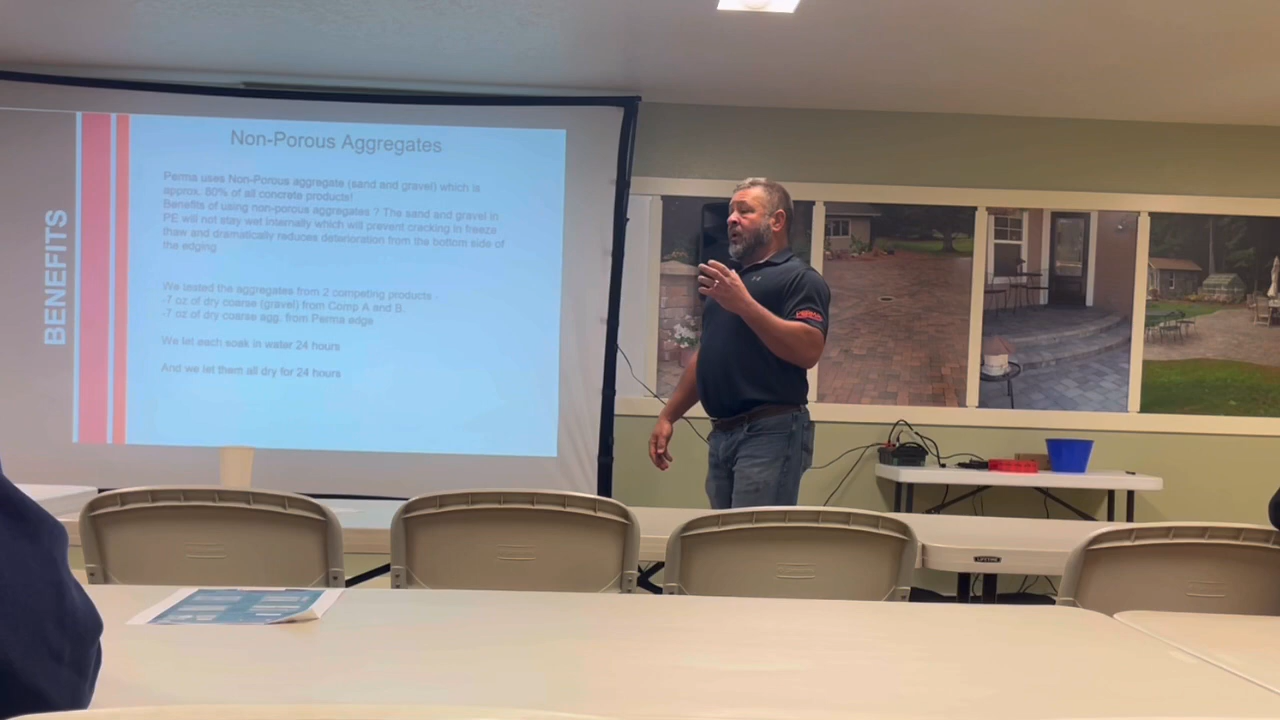 Non-Porous Aggregates
Perma uses Non-Porous aggregate (sand and gravel) which is
approx. 80% of all concrete products!
Benefits of using non-porous aggregates ? The sand and gravel in
PE will not stay wet internally which will prevent cracking in freeze
thaw and dramatically reduces deterioration from the bottom side of
the edging
We tested the aggregates from 2 competing products
-7 oz of dry coarse (gravel) from Comp A and B.
-7 oz of dry coarse agg. from Perma edge
We let each soak in water 24 hours
And we let them all dry for 24 hours
BENEFITS
PERMA
LIFETIME